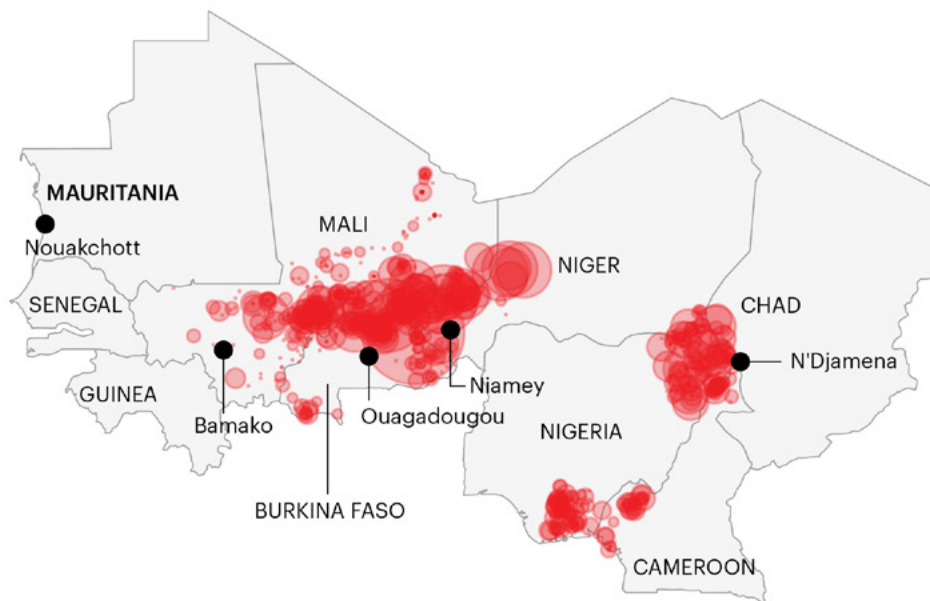 MAURITANIA
Nouakchott
MALI
NIGER
SENEGAL
CHAD
N'Djamena
GUINEA
Bamako
Ouagadougou
Niamey
NIGERIA
BURKINA FASO
CAMEROON